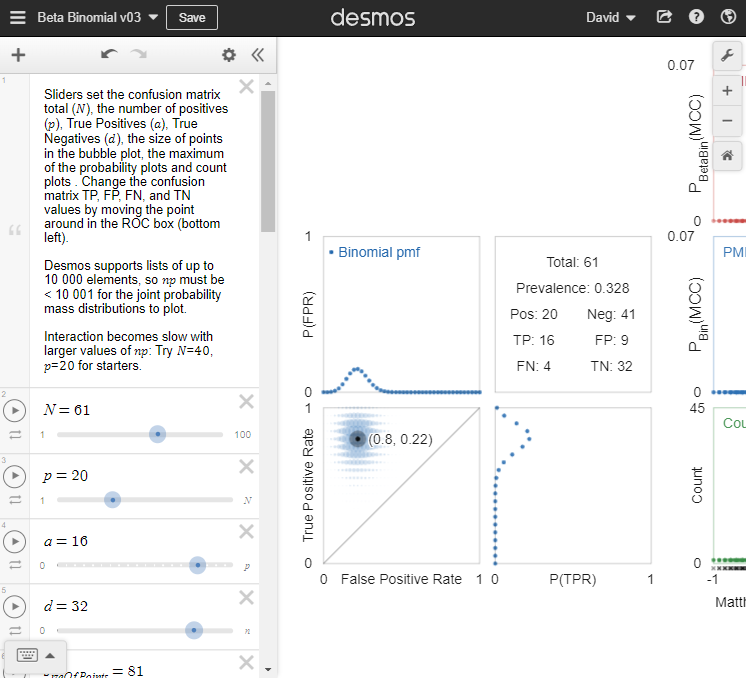 Beta Binomial v03
Save
desmos
David
1
Sliders set the confusion matrix
total (N), the number of positives
(p), True Positives (a), True
Negatives (d), the size of points
in the bubble plot, the maximum
of the probability plots and count
plots . Change the confusion
matrix TP, FP, FN, and TN
values by moving the point
around in the ROC box (bottom
left).
Desmos supports lists of up to
10 000 elements, so np must be
< 10 001 for the joint probability
mass distributions to plot.
Interaction becomes slow with
larger values of np: Try N=40,
p=20 for starters.
2
N = 61
1
100
3
p = 20
1
N
4
a = 16
0
p
5
d = 32
0
n
= 81
0.07
P BetaBin (MCC)
0
1
P(FPR)
0
Binomial pmf
Total: 61
Prevalence: 0.328
Pos: 20 Neg: 41
TP: 16 FP: 9
FN: 4 TN: 32
0.07
P Bin (MCC)
0
PM
1
True Positive Rate
0
(0.8, 0.22)
0 False Positive Rate 1
0 P(TPR) 1
45
Count
0
Cou
-1
Matth